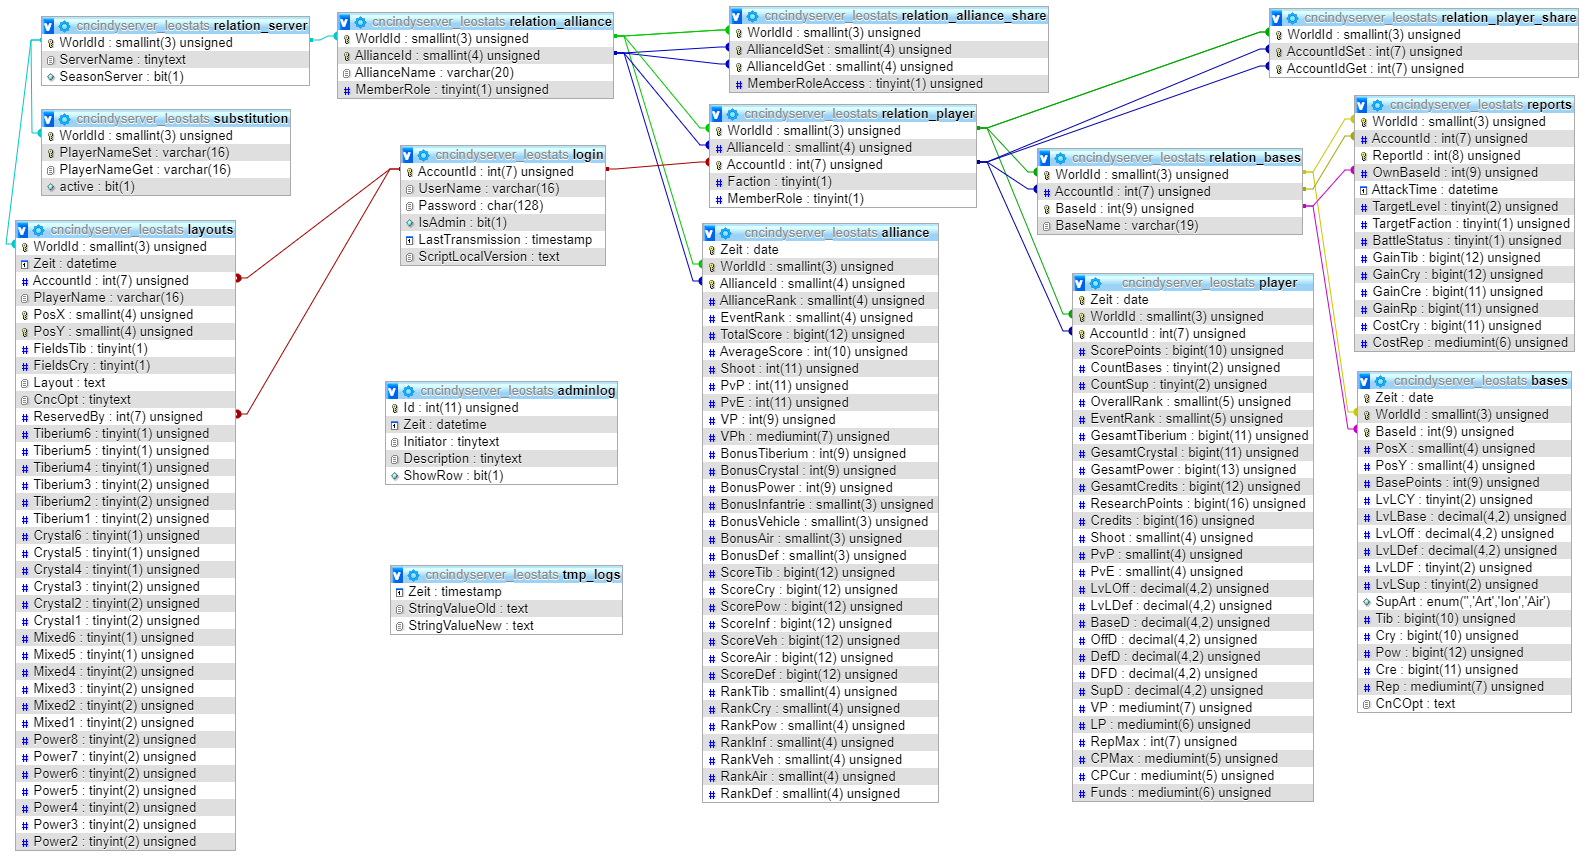 cncindyserver_leostats relation_server
WorldId : smallint(3) unsigned
ServerName : tinytext
SeasonServer : bit(1)
cncindyserver_leostats substitution
WorldId : smallint(3) unsigned
PlayerNameSet : varchar(16)
PlayerNameGet : varchar(16)
active : bit(1)
cncindyserver_leostats layouts
WorldId : smallint(3) unsigned
Zeit : datetime
AccountId : int(7) unsigned
PlayerName : varchar(16)
PosX : smallint(4) unsigned
PosY : smallint(4) unsigned
FieldsTib : tinyint(1)
FieldsCry : tinyint(1)
Layout : text
CncOpt : tinytext
ReservedBy : int(7) unsigned
Tiberium6 : tinyint(1) unsigned
Tiberium5 : tinyint(1) unsigned
Tiberium4 : tinyint(1) unsigned
Tiberium3 : tinyint(2) unsigned
Tiberium2 : tinyint(2) unsigned
Tiberium1 : tinyint(2) unsigned
Crystal6 : tinyint(1) unsigned
Crystal5 : tinyint(1) unsigned
Crystal4 : tinyint(1) unsigned
Crystal3 : tinyint(2) unsigned
Crystal2 : tinyint(2) unsigned
Crystal1 : tinyint(2) unsigned
Mixed6 : tinyint(1) unsigned
Mixed5 : tinyint(1) unsigned
Mixed4 : tinyint(2) unsigned
Mixed3 : tinyint(2) unsigned
Mixed2 : tinyint(2) unsigned
Mixed1 : tinyint(2) unsigned
Power8 : tinyint(2) unsigned
Power7 : tinyint(2) unsigned
Power6 : tinyint(2) unsigned
Power5 : tinyint(2) unsigned
Power4 : tinyint(2) unsigned
Power3 : tinyint(2) unsigned
Power2 : tinyint(2) unsigned
cncindyserver_leostats relation_alliance
WorldId : smallint(3) unsigned
AllianceId : smallint(4) unsigned
AllianceName : varchar(20)
MemberRole : tinyint(1) unsigned
cncindyserver_leostats login
AccountId : int(7) unsigned
UserName : varchar(16)
Password : char(128)
IsAdmin : bit(1)
LastTransmission : timestamp
ScriptLocalVersion : text
cncindyserver_leostats adminlog
Id : int(11) unsigned
Zeit : datetime
Initiator : tinytext
Description : tinytext
ShowRow : bit(1)
cncindyserver_leostats tmp_logs
Zeit : timestamp
StringValueOld : text
StringValueNew : text
cncindyserver_leostats relation_alliance_share
WorldId : smallint(3) unsigned
AllianceIdSet : smallint(4) unsigned
AllianceIdGet : smallint(4) unsigned
MemberRoleAccess : tinyint(1) unsigned
cncindyserver_leostats relation_player
WorldId : smallint(3) unsigned
AllianceId : smallint(4) unsigned
AccountId : int(7) unsigned
Faction : tinyint(1)
MemberRole : tinyint(1)
cncindyserver_leostats alliance
Zeit : date
WorldId : smallint(3) unsigned
AllianceId : smallint(4) unsigned
AllianceRank : smallint(4) unsigned
EventRank : smallint(4) unsigned
TotalScore : bigint(12) unsigned
AverageScore : int(10) unsigned
Shoot : int(11) unsigned
PvP : int(11) unsigned
PvE : int(11) unsigned
VP : int(9) unsigned
VPh : mediumint(7) unsigned
BonusTiberium : int(9) unsigned
BonusCrystal : int(9) unsigned
BonusPower : int(9) unsigned
BonusInfantrie : smallint(3) unsigned
BonusVehicle : smallint(3) unsigned
BonusAir : smallint(3) unsigned
BonusDef : smallint(3) unsigned
ScoreTib : bigint(12) unsigned
ScoreCry : bigint(12) unsigned
ScorePow : bigint(12) unsigned
ScoreInf : bigint(12) unsigned
ScoreVeh : bigint(12) unsigned
ScoreAir : bigint(12) unsigned
ScoreDef : bigint(12) unsigned
RankTib : smallint(4) unsigned
RankCry : smallint(4) unsigned
RankPow : smallint(4) unsigned
RankInf : smallint(4) unsigned
RankVeh : smallint(4) unsigned
RankAir : smallint(4) unsigned
RankDef : smallint(4) unsigned
cncindyserver_leostats relation_bases
WorldId : smallint(3) unsigned
AccountId : int(7) unsigned
BaseId : int(9) unsigned
BaseName : varchar(19)
cncindyserver_leostats player
Zeit : date
WorldId : smallint(3) unsigned
AccountId : int(7) unsigned
ScorePoints : bigint(10) unsigned
CountBases : tinyint(2) unsigned
CountSup : tinyint(2) unsigned
OverallRank : smallint(5) unsigned
EventRank : smallint(5) unsigned
GesamtTiberium : bigint(11) unsigned
GesamtCrystal : bigint(11) unsigned
GesamtPower : bigint(13) unsigned
GesamtCredits : bigint(12) unsigned
ResearchPoints : bigint(16) unsigned
Credits : bigint(16) unsigned
Shoot : smallint(4) unsigned
PvP : smallint(4) unsigned
PvE : smallint(4) unsigned
LvLOff : decimal(4,2) unsigned
LvLDef : decimal(4,2) unsigned
BaseD : decimal(4,2) unsigned
OffD : decimal(4,2) unsigned
DefD : decimal(4,2) unsigned
DFD : decimal(4,2) unsigned
SupD : decimal(4,2) unsigned
VP : mediumint(7) unsigned
LP : mediumint(6) unsigned
RepMax : int(7) unsigned
CPMax : mediumint(5) unsigned
CPCur : mediumint(5) unsigned
Funds : mediumint(6) unsigned
cncindyserver_leostats relation_player_share
WorldId : smallint(3) unsigned
AccountIdSet : int(7) unsigned
AccountIdGet : int(7) unsigned
cncindyserver_leostats reports
WorldId : smallint(3) unsigned
AccountId : int(7) unsigned
ReportId : int(8) unsigned
OwnBaseId : int(9) unsigned
AttackTime : datetime
TargetLevel : tinyint(2) unsigned
TargetFaction : tinyint(1) unsigned
BattleStatus : tinyint(1) unsigned
GainTib : bigint(12) unsigned
GainCry : bigint(12) unsigned
GainCre : bigint(11) unsigned
GainRp : bigint(11) unsigned
CostCry : bigint(11) unsigned
CostRep : mediumint(6) unsigned
cncindyserver_leostats bases
Zeit : date
WorldId : smallint(3) unsigned
BaseId : int(9) unsigned
PosX : smallint(4) unsigned
PosY : smallint(4) unsigned
BasePoints : int(9) unsigned
LvLCY : tinyint(2) unsigned
LvLBase : decimal(4,2) unsigned
LvLOff : decimal(4,2) unsigned
LvLDef : decimal(4,2) unsigned
LvLDF : tinyint(2) unsigned
LvLSup : tinyint(2) unsigned
SupArt : enum('','Art','Ion','Air')
Tib : bigint(10) unsigned
Cry : bigint(10) unsigned
Pow : bigint(12) unsigned
Cre : bigint(11) unsigned
Rep : mediumint(7) unsigned
CnCOpt : text